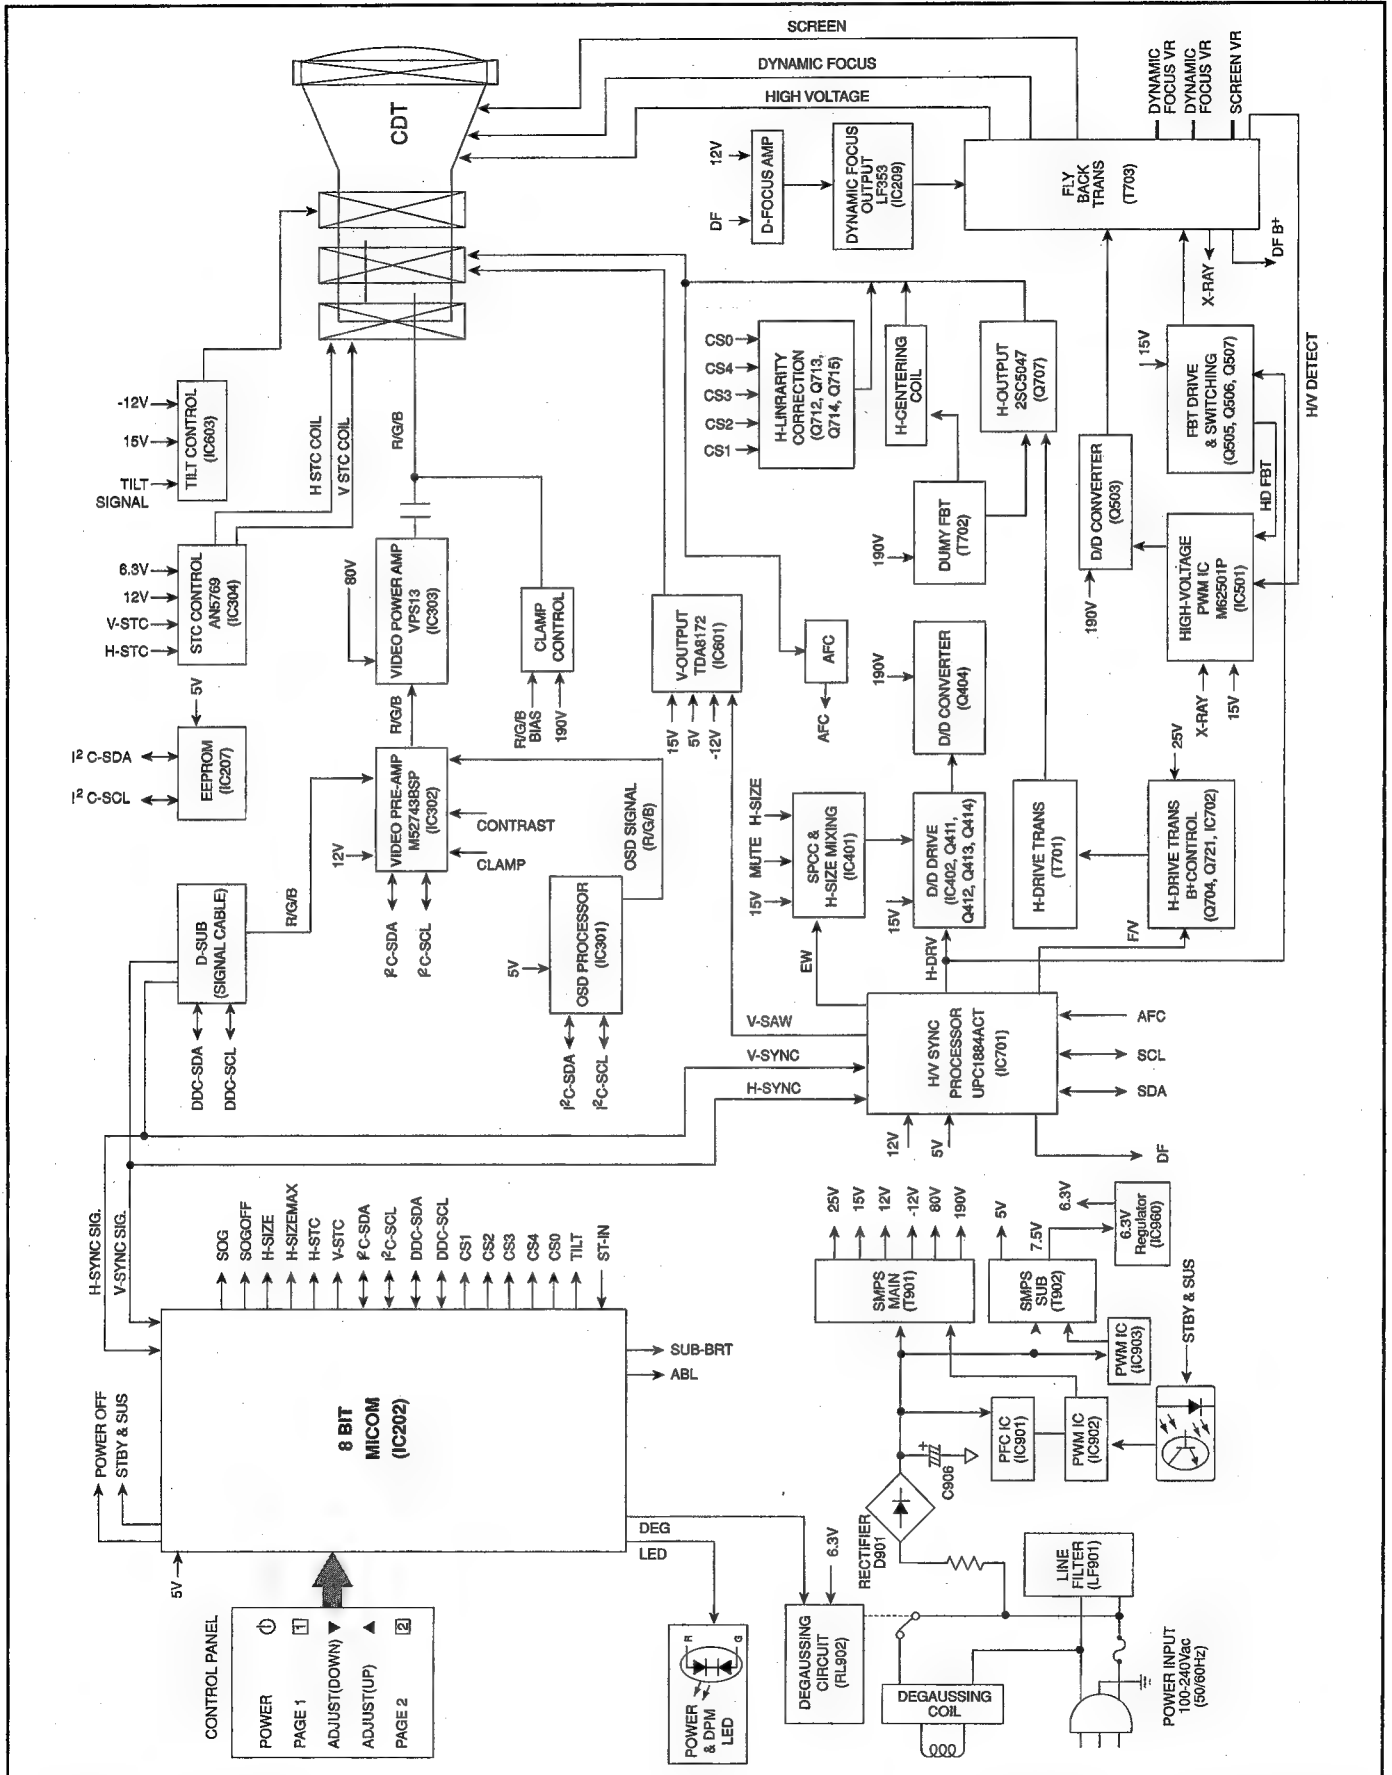 SCREEN
DYNAMIC FOCUS
HIGH VOLTAGE
CDT
DYNAMIC
FOCUS VR
DYNAMIC
FOCUS VR
SCREEN VR
12V
DF
D-FOCUS AMP
DYNAMIC FOCUS
OUTPUT
LF353
(IC209)
FLY
BACK
TRANS
(T703)
X-RAY
DF B+
H/V DETECT
-12V
15V
TILT
SIGNAL
TILT CONTROL
(IC603)
H STC COIL
V STC COIL
R/G/B
CS0
CS4
CS3
CS2
CS1
H-LINRARITY
CORRECTION
(Q712, Q713,
Q714, Q715)
H-CENTERING
COIL
H-OUTPUT
2SC5047
(Q707)
15V
FBT DRIVE
& SWITCHING
(Q505, Q506, Q507)
HD FBT
D/D CONVERTER
(Q503)
190V
6.3V
12V
V-STC
H-STC
STC CONTROL
AN5769
(IC304)
80V
VIDEO POWER AMP
VPS13
(IC303)
CLAMP
CONTROL
R/G/B
BIAS
190V
V-OUTPUT
TDA8172
(IC601)
15V
5V
-12V
AFC
AFC
190V
DUMY FBT
(T702)
190V
D/D CONVERTER
(Q404)
HIGH-VOLTAGE
PWM IC
M62501P
(IC501)
X-RAY
15V
5V
I² C-SDA
I² C-SCL
EEPROM
(IC207)
R/G/B
12V
VIDEO PRE-AMP
M52743BSP
(IC302)
CONTRAST
CLAMP
I²C-SDA
I²C-SCL
OSD SIGNAL
(R/G/B)
15V
MUTE
H-SIZE
SPCC &
H-SIZE MIXING
(IC401)
15V
D/D DRIVE
(IC402, Q411,
Q412, Q413, Q414)
H-DRIVE TRANS
(T701)
25V
H-DRIVE TRANS
B+CONTROL
(Q704, Q721, IC702)
R/G/B
D-SUB
(SIGNAL CABLE)
DDC-SDA
DDC-SCL
5V
OSD PROCESSOR
(IC301)
I²C-SDA
I²C-SCL
EW
H-DRV
F/V
V-SAW
V-SYNC
H-SYNC
H/V SYNC
PROCESSOR
UPC1884ACT
(IC701)
AFC
SCL
SDA
12V
5V
DF
H-SYNC SIG.
V-SYNC SIG.
SOG
SOGOFF
H-SIZE
H-SIZEMAX
H-STC
V-STC
I²C-SDA
I²C-SCL
DDC-SDA
DDC-SCL
CS1
CS2
CS3
CS4
CS0
TILT
ST-IN
25V
15V
12V
-12V
80V
190V
SMPS
MAIN
(T901)
5V
7.5V
6.3V
6.3V
Regulator
(IC960)
SMPS
SUB
(T902)
STBY & SUS
PWM IC
(IC903)
POWER OFF
STBY & SUS
8 BIT
MICOM
(IC202)
SUB-BRT
ABL
PFC IC
(IC901)
PWM IC
(IC902)
+
C906
RECTIFIER
D901
5V
DEG
LED
6.3V
LINE
FILTER
(LF901)
CONTROL PANEL
POWER
PAGE 1
1
ADJUST(DOWN) ▼
ADJUST(UP) ▲
PAGE 2
2
R
G
POWER
& DPM
LED
DEGAUSSING
CIRCUIT
(RL902)
DEGAUSSING
COIL
POWER INPUT
100-240Vac
(50/60Hz)